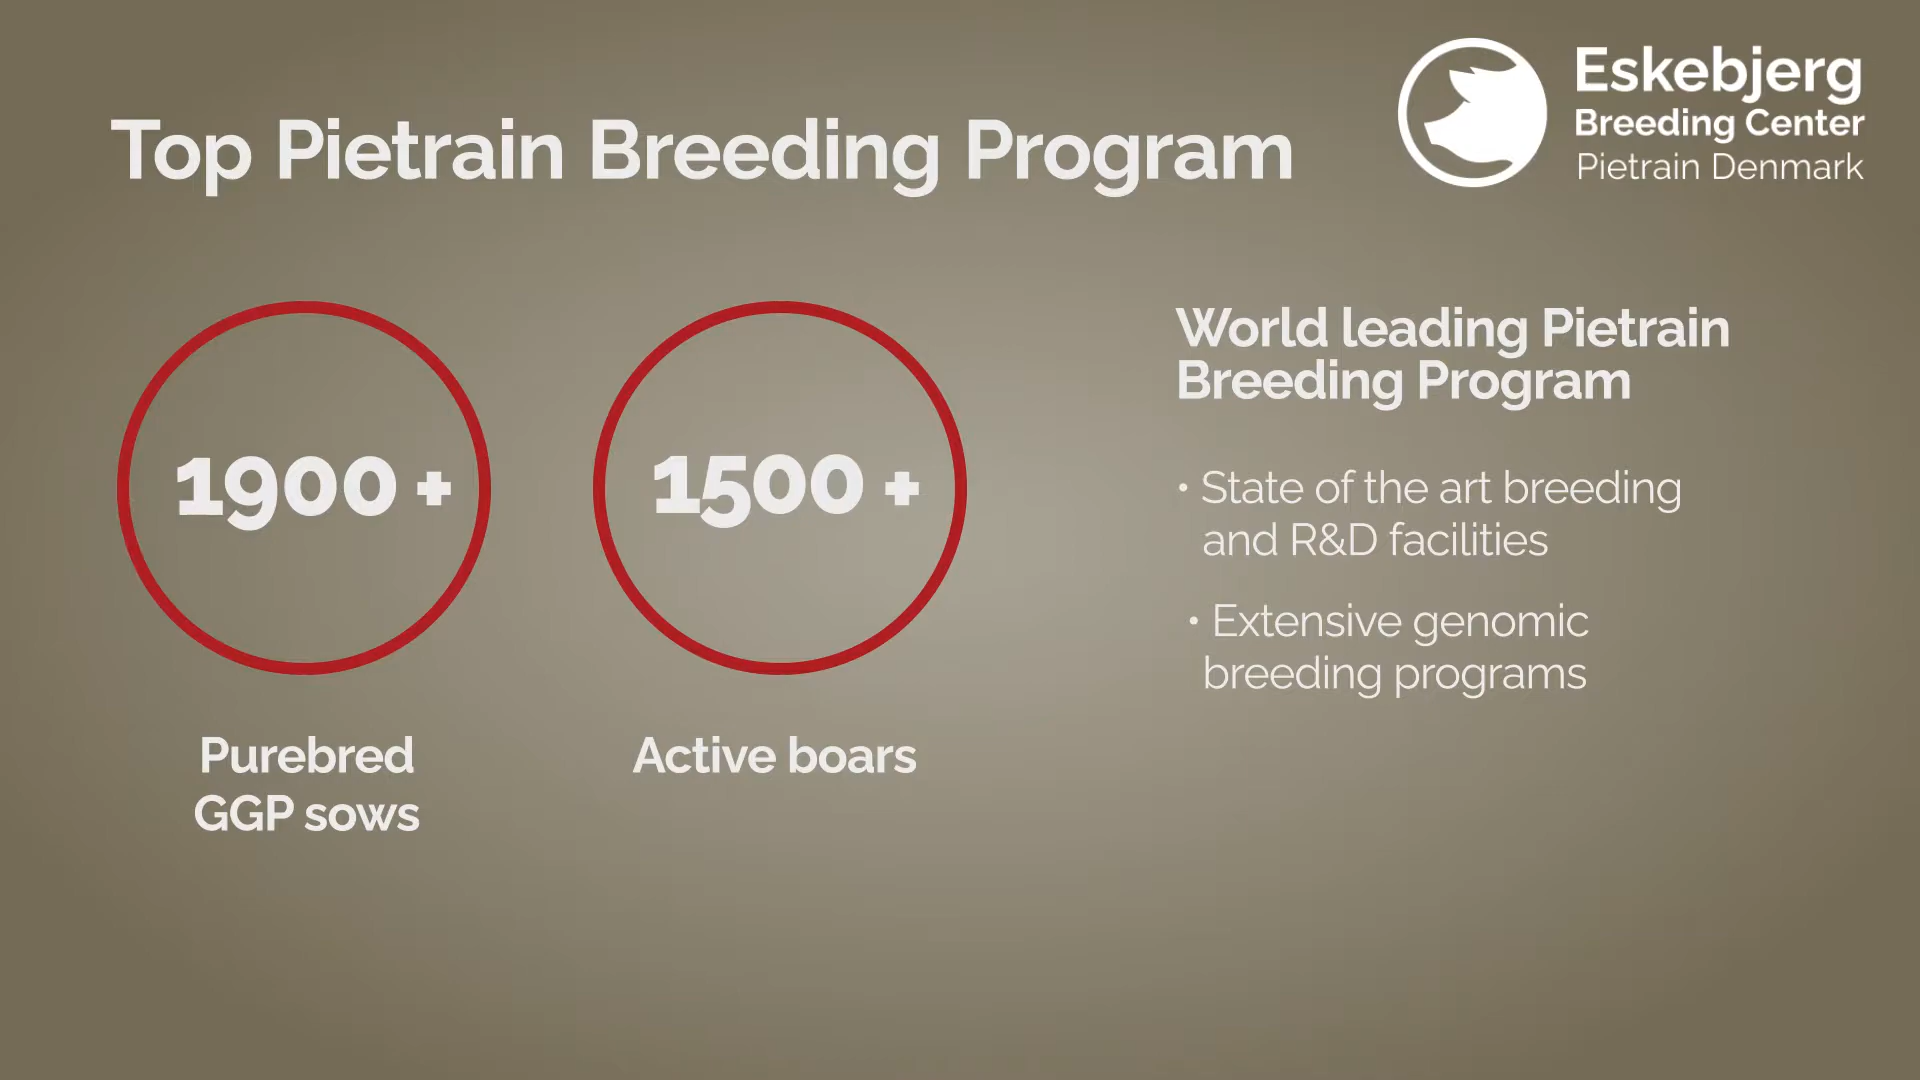 Top Pietrain Breeding Program
Eskebjerg
Breeding Center
Pietrain Denmark
1900 +
Purebred
GGP sows
1500 +
Active boars
World leading Pietrain
Breeding Program
• State of the art breeding
and R&D facilities
• Extensive genomic
breeding programs